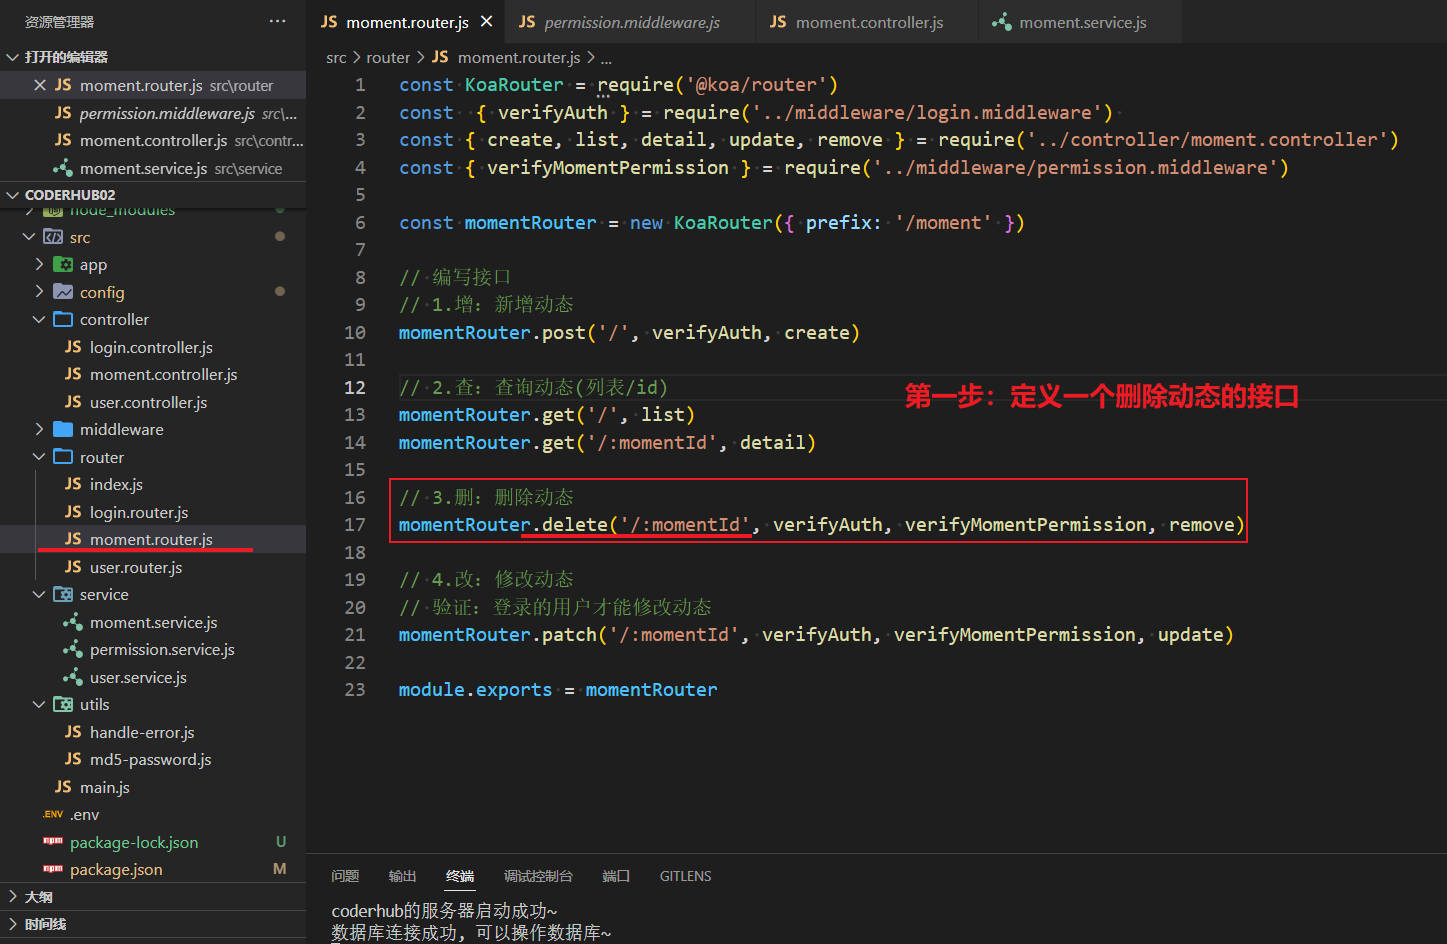 资源管理器 ···
打开的编辑器
JS moment.router.js src\router
JS permission.middleware.js src\...
JS moment.controller.js src\contr...
moment.service.js src\service
CODERHUB02
node_modules
src
app
config
controller
JS login.controller.js
JS moment.controller.js
JS user.controller.js
middleware
router
JS index.js
JS login.router.js
JS moment.router.js
JS user.router.js
service
moment.service.js
permission.service.js
user.service.js
utils
JS handle-error.js
JS md5-password.js
JS main.js
.ENV .env
npm package-lock.json U
npm package.json M
大纲
时间线
JS moment.router.js JS permission.middleware.js JS moment.controller.js moment.service.js
src > router > JS moment.router.js > ...
1 const KoaRouter = require('@koa/router')
2 const  { verifyAuth } = require('../middleware/login.middleware')
3 const { create, list, detail, update, remove } = require('../controller/moment.controller')
4 const { verifyMomentPermission } = require('../middleware/permission.middleware')
5
6 const momentRouter = new KoaRouter({ prefix: '/moment' })
7
8 // 编写接口
9 // 1.增：新增动态
10 momentRouter.post('/', verifyAuth, create)
11
12 // 2.查：查询动态(列表/id)
第一步：定义一个删除动态的接口
13 momentRouter.get('/', list)
14 momentRouter.get('/:momentId', detail)
15
16 // 3.删：删除动态
17 momentRouter.delete('/:momentId', verifyAuth, verifyMomentPermission, remove)
18
19 // 4.改：修改动态
20 // 验证：登录的用户才能修改动态
21 momentRouter.patch('/:momentId', verifyAuth, verifyMomentPermission, update)
22
23 module.exports = momentRouter
问题 输出 终端 调试控制台 端口 GITLENS
coderhub的服务器启动成功~
数据库连接成功，可以操作数据库~